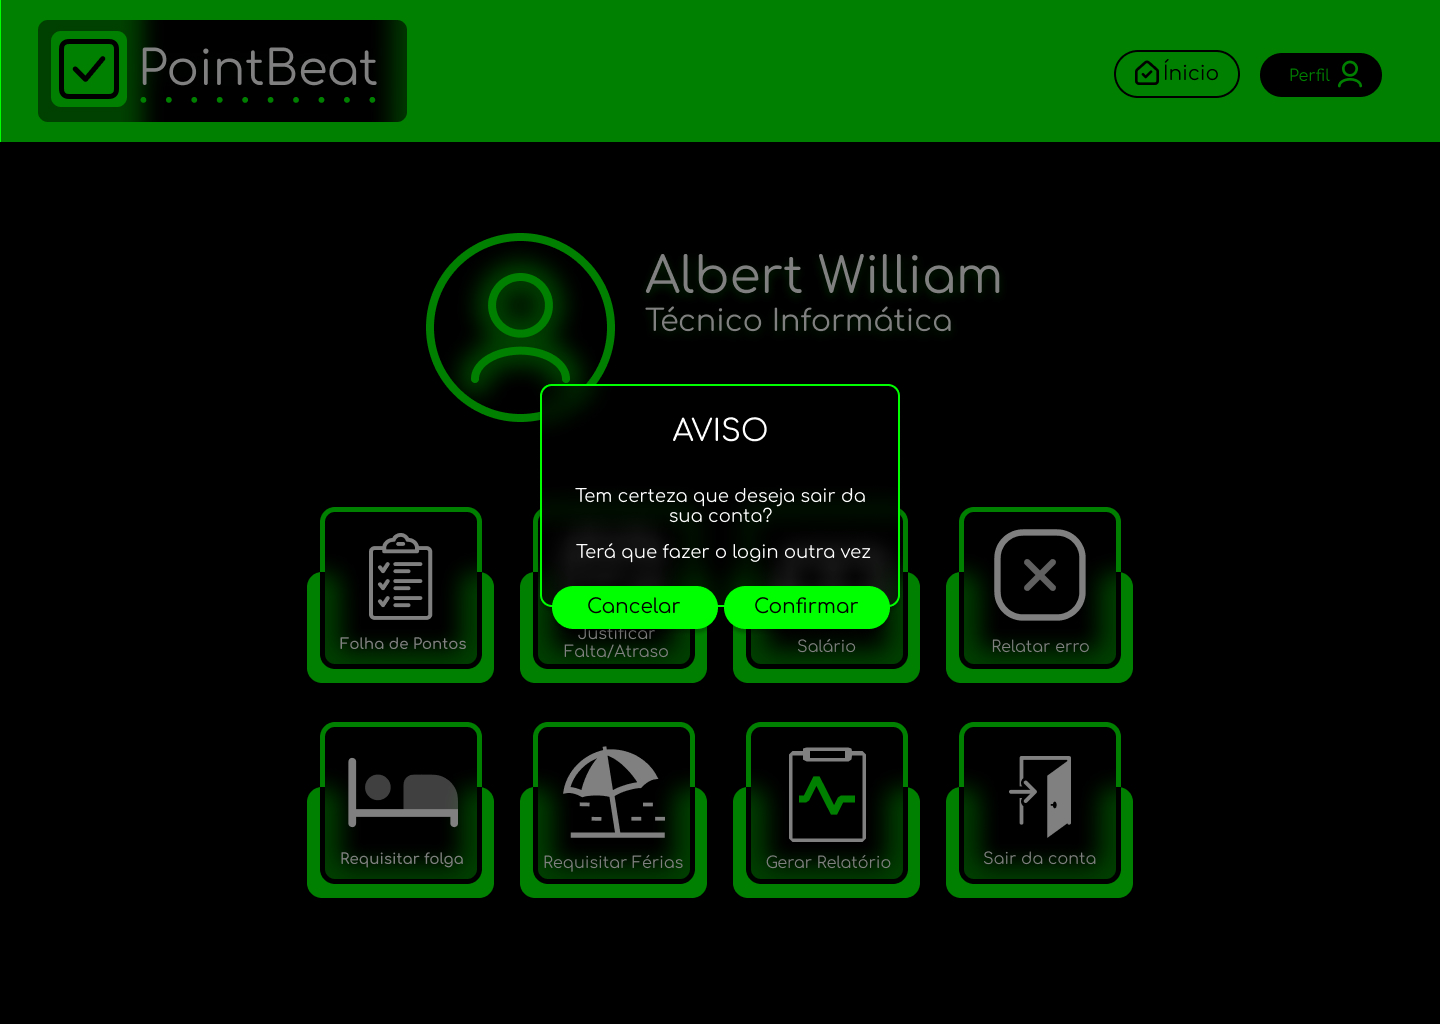 PointBeat
Ínicio
Perfil
Albert William
Técnico Informática
AVISO
Tem certeza que deseja sair da
sua conta?
Terá que fazer o login outra vez
Cancelar
Confirmar
Folha de Pontos
Justificar
Falta/Atraso
Salário
Relatar erro
Requisitar folga
Requisitar Férias
Gerar Relatório
Sair da conta